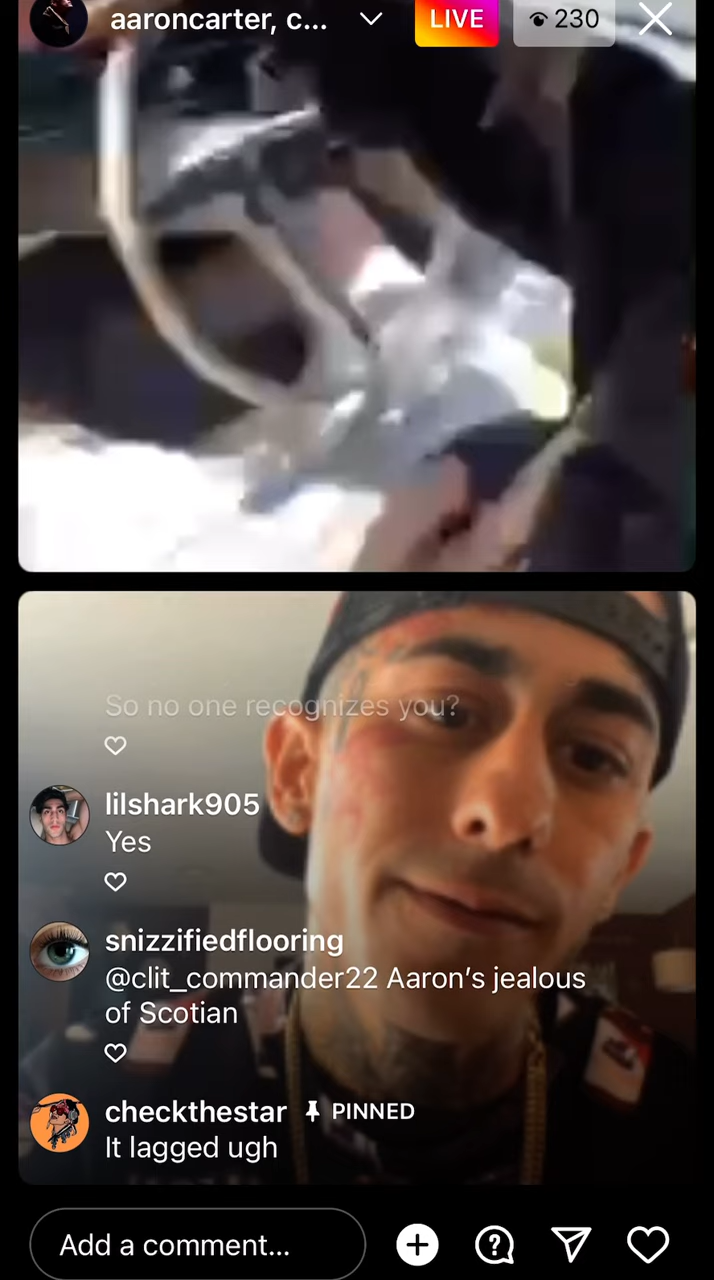 aaroncarter, c...
LIVE
230
So no one recognizes you?
lilshark905
Yes
snizzifiedflooring
@clit_commander22 Aaron's jealous
of Scotian
checkthestar PINNED
It lagged ugh
Add a comment...